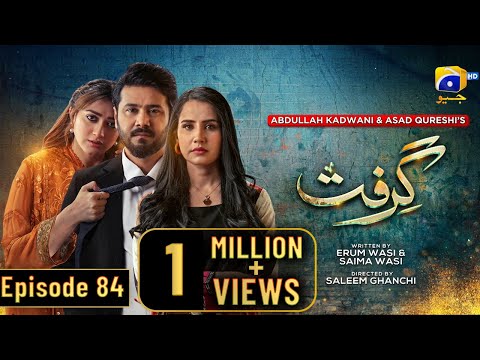 HD
جیو
ABDULLAH KADWANI & ASAD QURESHI'S
گرفت
WRITTEN BY
ERUM WASI &
SAIMA WASI
DIRECTED BY
SALEEM GHANCHI
Episode 84
1 MILLION+
VIEWS